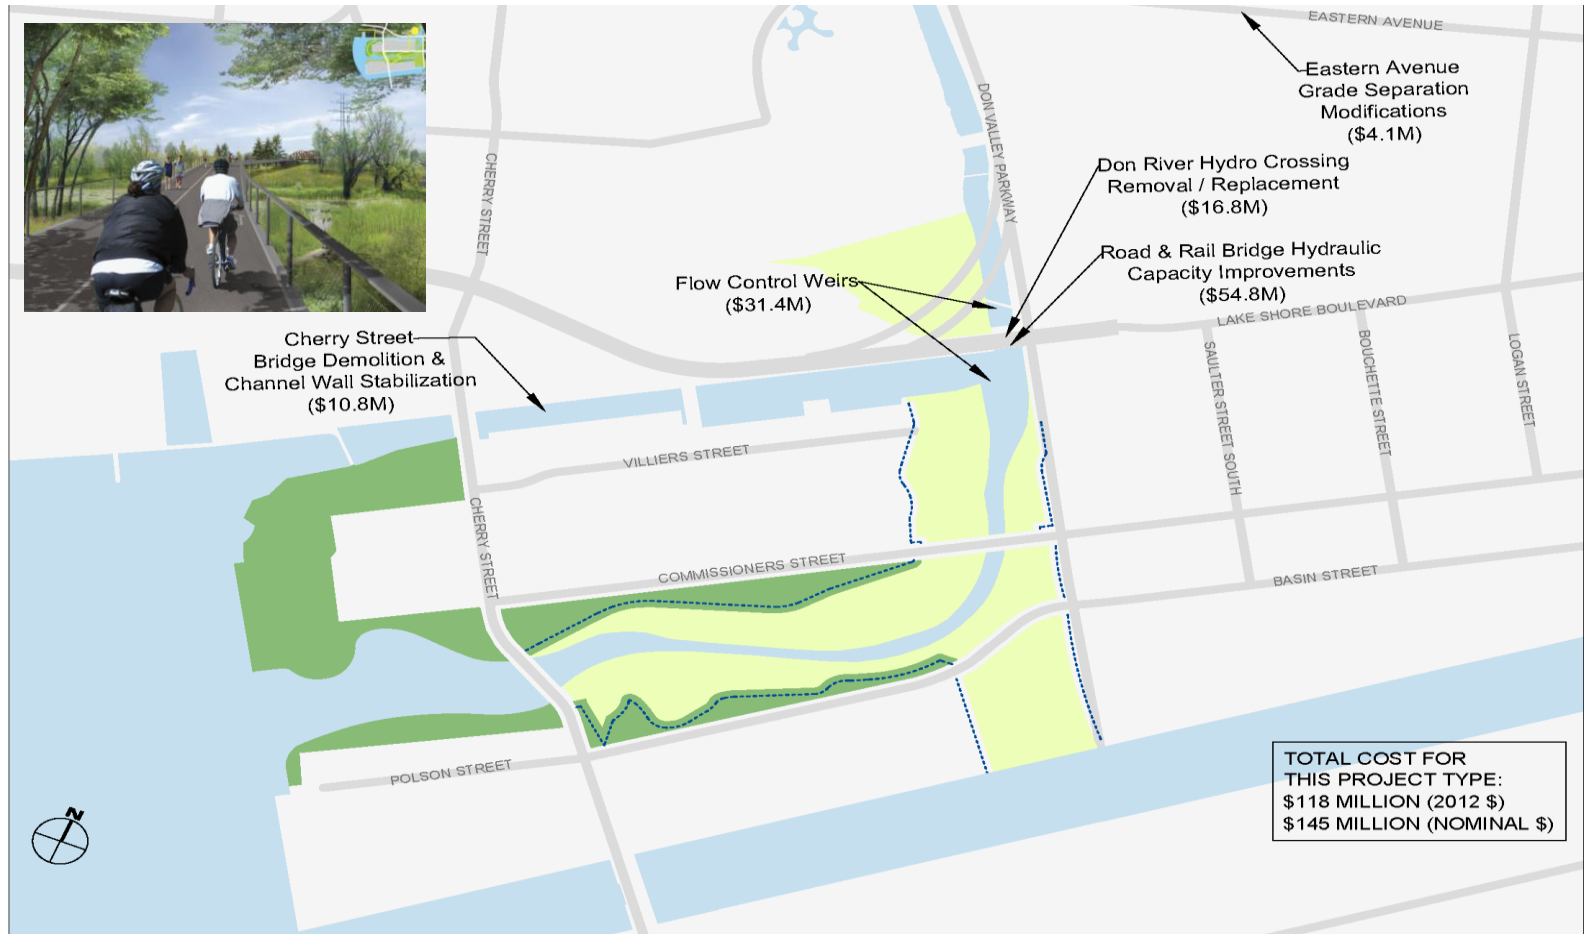 EASTERN AVENUE
Eastern Avenue
Grade Separation
Modifications
($4.1M)
DON VALLEY PARKWAY
CHERRY STREET
Don River Hydro Crossing
Removal / Replacement
($16.8M)
Road & Rail Bridge Hydraulic
Capacity Improvements
($54.8M)
Flow Control Weirs
($31.4M)
LAKE SHORE BOULEVARD
Cherry Street
Bridge Demolition &
Channel Wall Stabilization
($10.8M)
SAULTER STREET SOUTH
BOUCHETTE STREET
LOGAN STREET
VILLIERS STREET
CHERRY STREET
COMMISSIONERS STREET
BASIN STREET
POLSON STREET
TOTAL COST FOR
THIS PROJECT TYPE:
$118 MILLION (2012 $)
$145 MILLION (NOMINAL $)
N